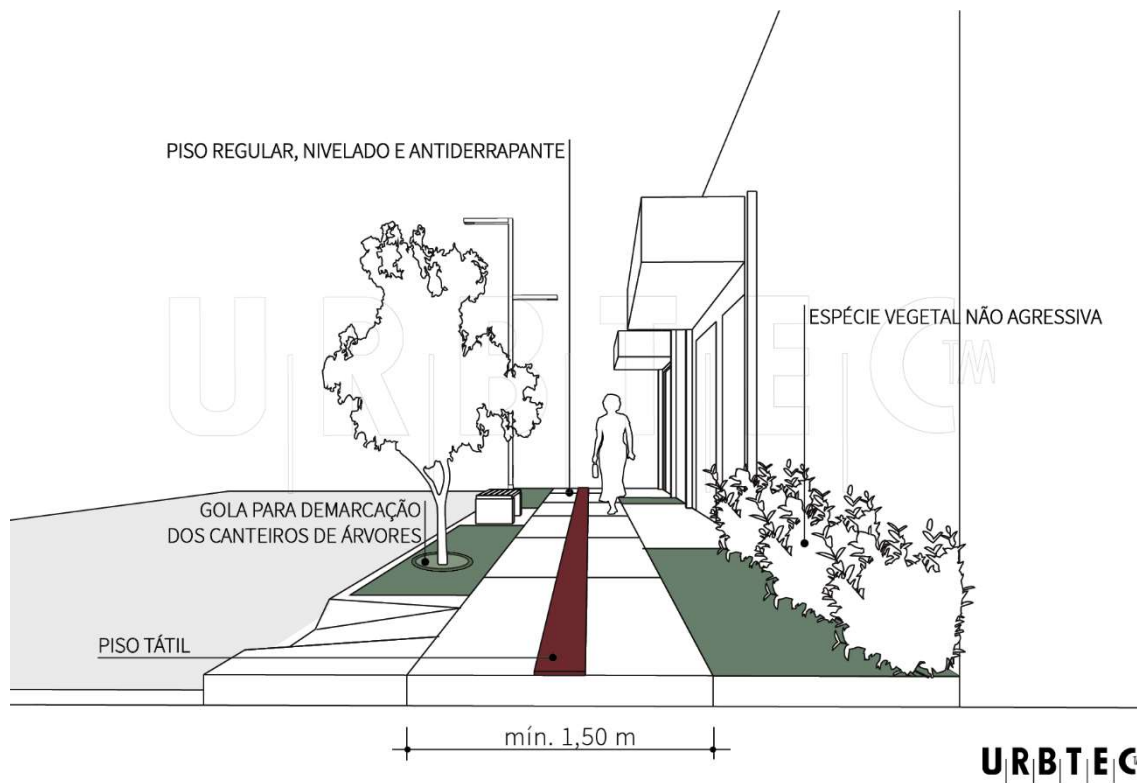 PISO REGULAR, NIVELADO E ANTIDERRAPANTE
URBTEC™
ESPÉCIE VEGETAL NÃO AGRESSIVA
GOLA PARA DEMARCAÇÃO
DOS CANTEIROS DE ÁRVORES
PISO TÁTIL
mín. 1,50 m
URBTEC